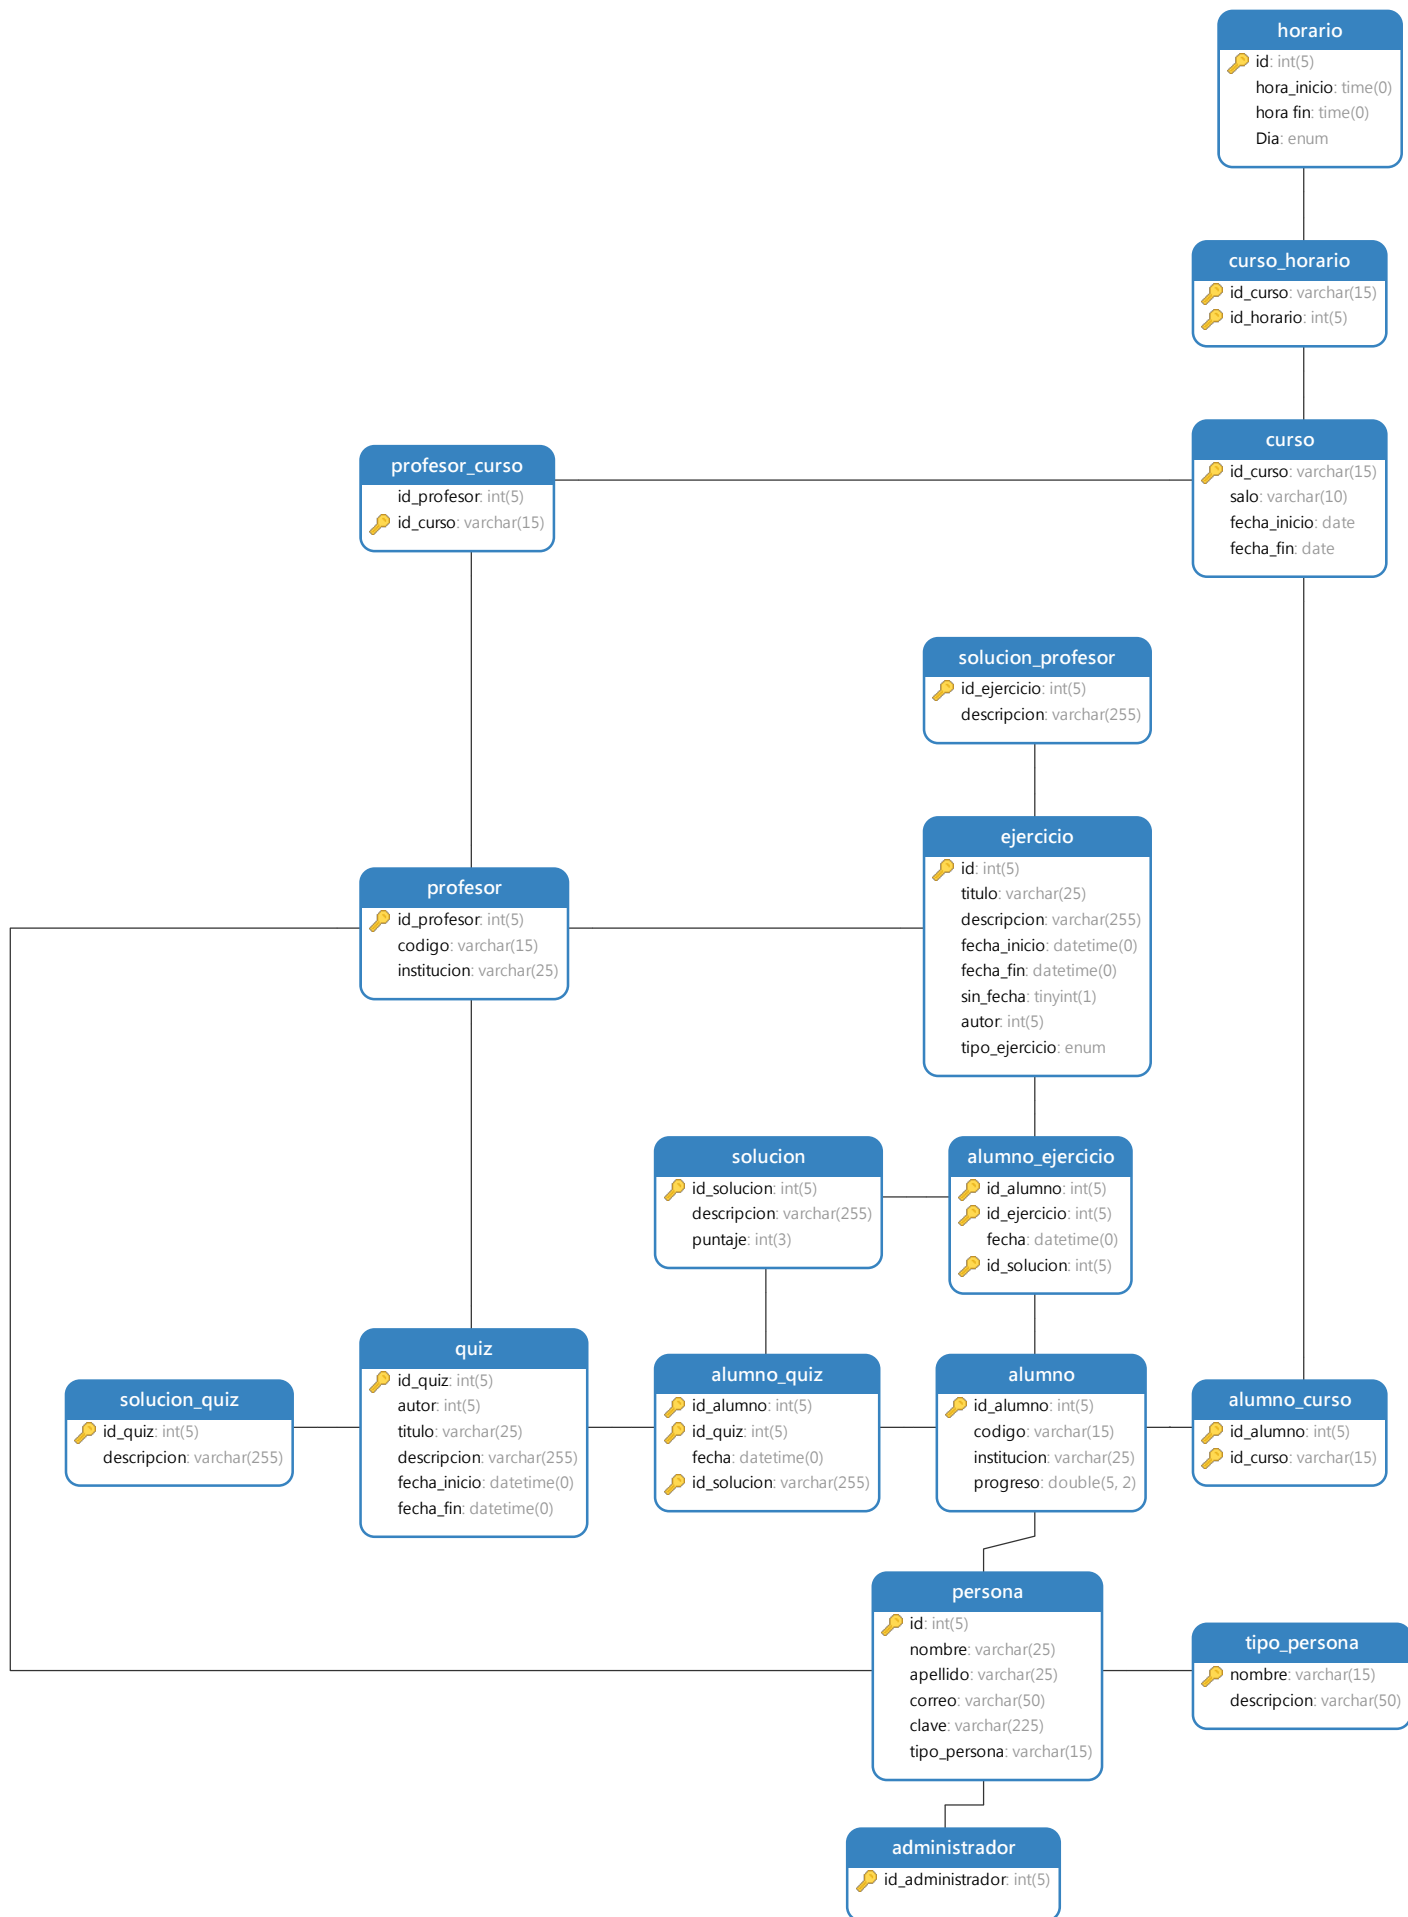 horario
id: int(5)
hora_inicio: time(0)
hora fin: time(0)
Dia: enum
curso_horario
id_curso: varchar(15)
id_horario: int(5)
curso
id_curso: varchar(15)
salo: varchar(10)
fecha_inicio: date
fecha_fin: date
profesor_curso
id_profesor: int(5)
id_curso: varchar(15)
solucion_profesor
id_ejercicio: int(5)
descripcion: varchar(255)
ejercicio
id: int(5)
titulo: varchar(25)
descripcion: varchar(255)
fecha_inicio: datetime(0)
fecha_fin: datetime(0)
sin_fecha: tinyint(1)
autor: int(5)
tipo_ejercicio: enum
profesor
id_profesor: int(5)
codigo: varchar(15)
institucion: varchar(25)
solucion
id_solucion: int(5)
descripcion: varchar(255)
puntaje: int(3)
alumno_ejercicio
id_alumno: int(5)
id_ejercicio: int(5)
fecha: datetime(0)
id_solucion: int(5)
solucion_quiz
id_quiz: int(5)
descripcion: varchar(255)
quiz
id_quiz: int(5)
autor: int(5)
titulo: varchar(25)
descripcion: varchar(255)
fecha_inicio: datetime(0)
fecha_fin: datetime(0)
alumno_quiz
id_alumno: int(5)
id_quiz: int(5)
fecha: datetime(0)
id_solucion: varchar(255)
alumno
id_alumno: int(5)
codigo: varchar(15)
institucion: varchar(25)
progreso: double(5, 2)
alumno_curso
id_alumno: int(5)
id_curso: varchar(15)
persona
id: int(5)
nombre: varchar(25)
apellido: varchar(25)
correo: varchar(50)
clave: varchar(225)
tipo_persona: varchar(15)
tipo_persona
nombre: varchar(15)
descripcion: varchar(50)
administrador
id_administrador: int(5)